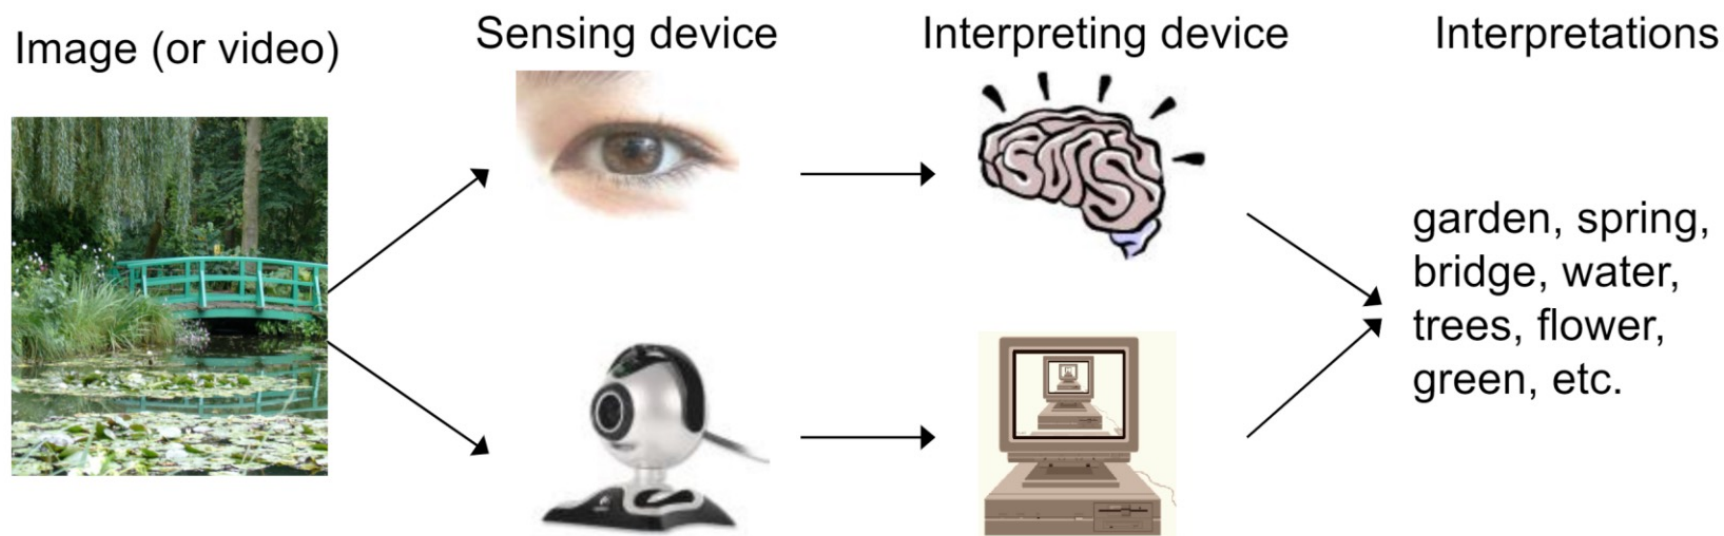 Image (or video)
Sensing device
Interpreting device
Interpretations
garden, spring,
bridge, water,
trees, flower,
green, etc.